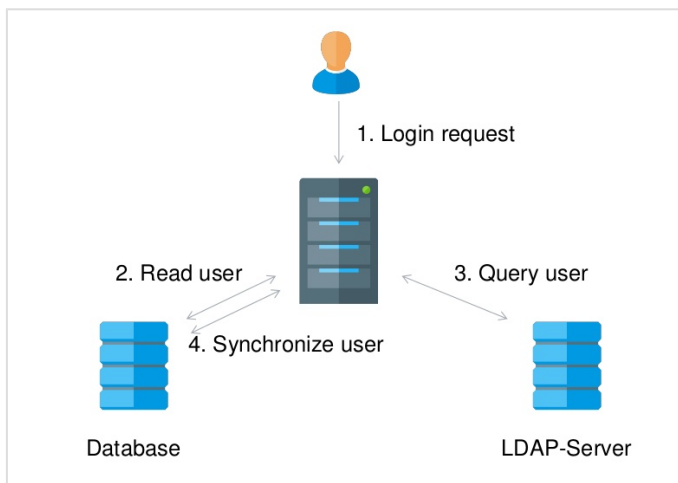 1. Login request
2. Read user
3. Query user
4. Synchronize user
Database
LDAP-Server